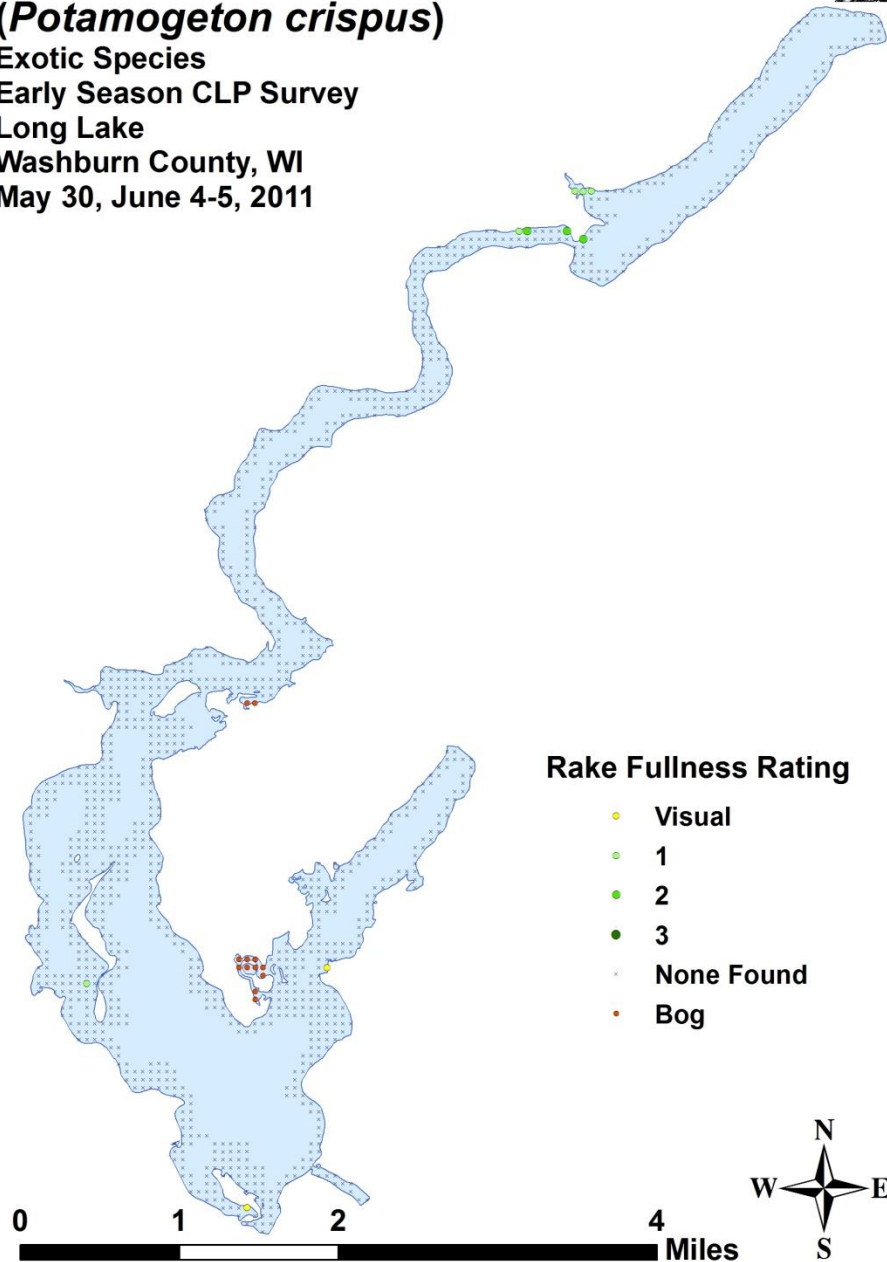 (Potamogeton crispus)
Exotic Species
Early Season CLP Survey
Long Lake
Washburn County, WI
May 30, June 4-5, 2011
Rake Fullness Rating
Visual
1
2
3
None Found
Bog
N
W E
S
0 1 2 4
Miles